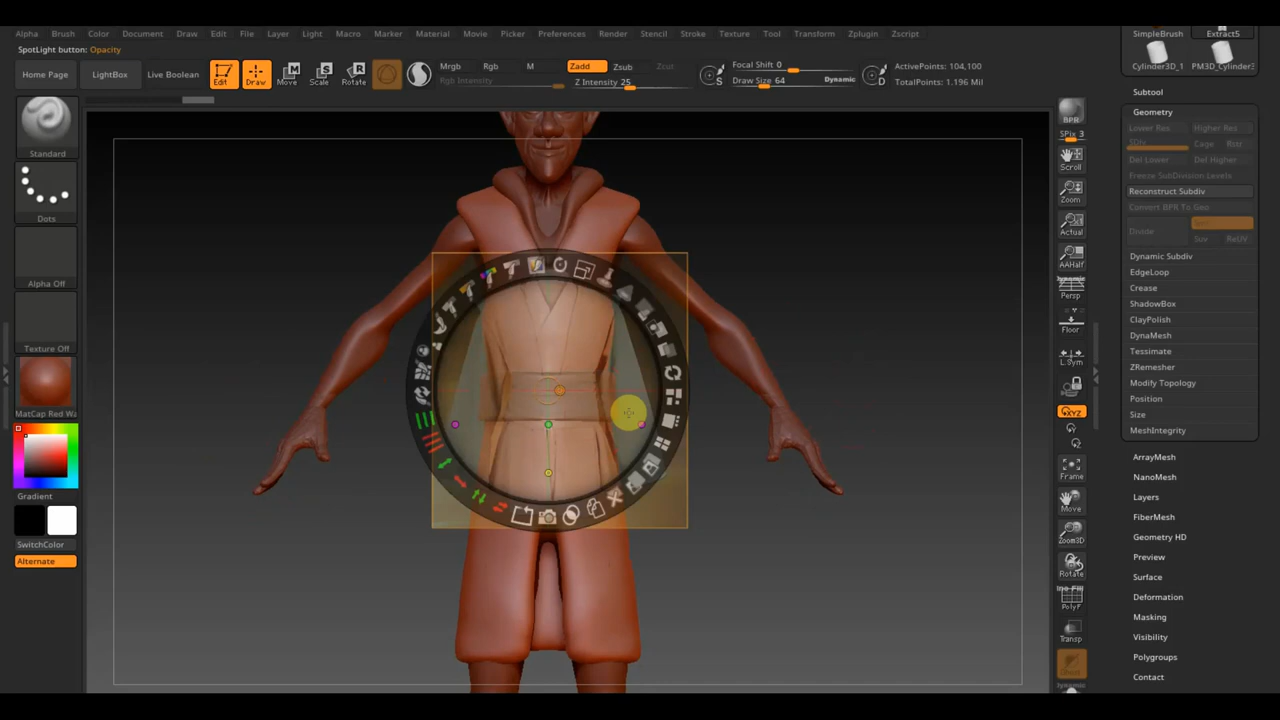 Alpha Brush Color Document Draw Edit File Layer Light Macro Marker Material Movie Picker Preferences Render Stencil Stroke Texture Tool Transform Zplugin Zscript
SpotLight button: Opacity
Home Page LightBox Live Boolean Edit Draw Move Scale Rotate
Mrgb Rgb M Zadd Zsub Zcut
Rgb Intensity Z Intensity 25
Focal Shift 0
Draw Size 64 Dynamic
ActivePoints: 104,100
TotalPoints: 1.196 Mil
S
D
Standard
Dots
Alpha Off
Texture Off
MatCap Red Wa
Gradient
SwitchColor
Alternate
BPR
SPix 3
Scroll
Zoom
Actual
AAHalf
Dynamic
Persp
Floor
L.Sym
XYZ
Frame
Move
Zoom3D
Rotate
PolyF
Transp
Dynamic
SimpleBrush Extract5
Cylinder3D_1 PM3D_Cylinder3
Subtool
Geometry
Lower Res Higher Res
SDiv Cage Rstr
Del Lower Del Higher
Freeze SubDivision Levels
Reconstruct Subdiv
Convert BPR To Geo
Divide
Suv ReUV
Dynamic Subdiv
EdgeLoop
Crease
ShadowBox
ClayPolish
DynaMesh
Tessimate
ZRemesher
Modify Topology
Position
Size
MeshIntegrity
ArrayMesh
NanoMesh
Layers
FiberMesh
Geometry HD
Preview
Surface
Deformation
Masking
Visibility
Polygroups
Contact